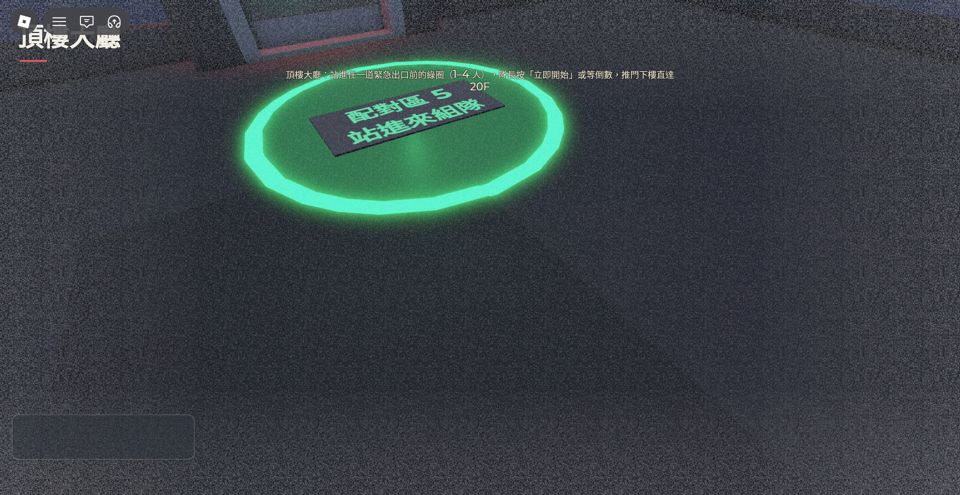 頂樓大廳
頂樓大廳：站進任一道緊急出口前的綠圈（1–4 人），隊長按「立即開始」或等倒數，推門下樓直達
20F
配對區 5
站進來組隊